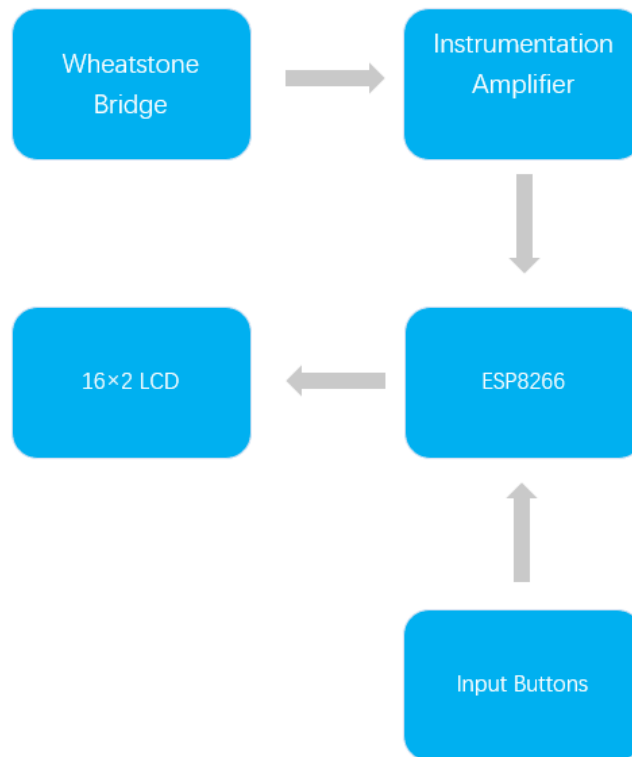 Wheatstone
Bridge
Instrumentation
Amplifier
16×2 LCD
ESP8266
Input Buttons